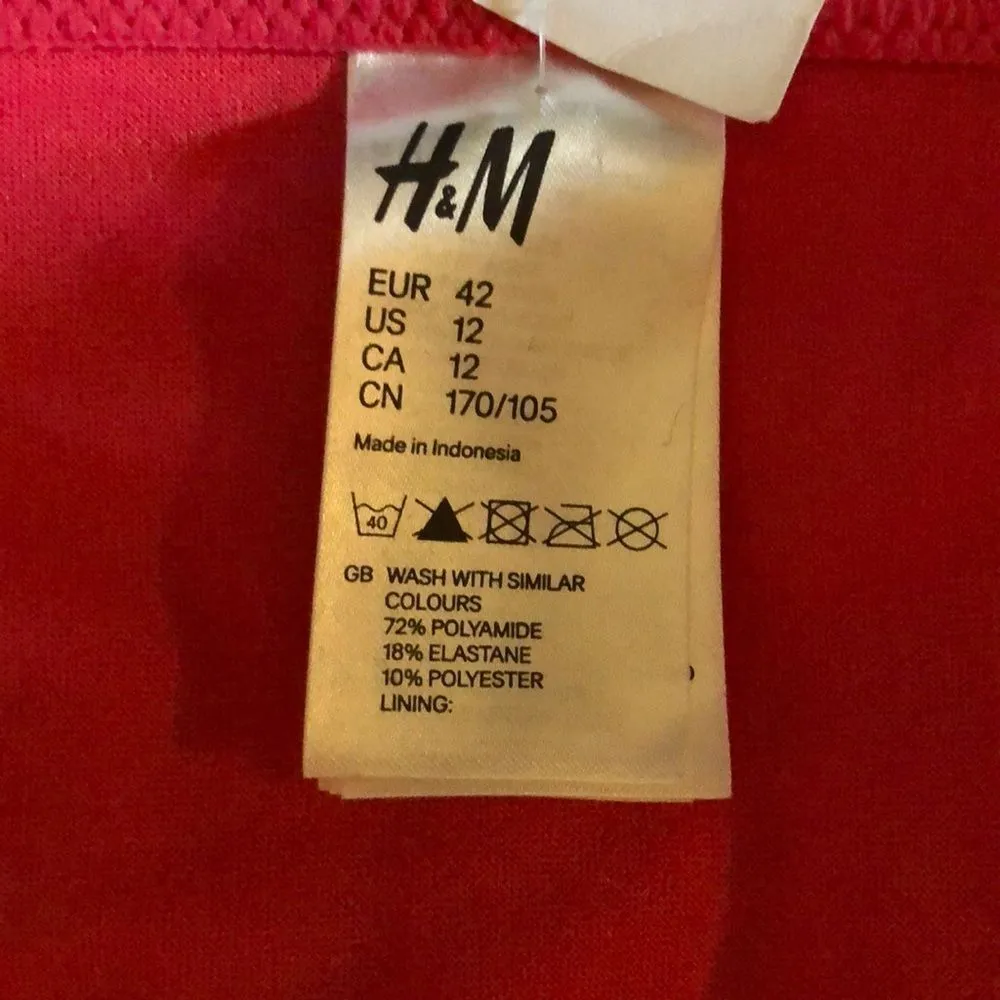 H&M
EUR 42
US 12
CA 12
CN 170/105
Made in Indonesia
40
GB WASH WITH SIMILAR
COLOURS
72% POLYAMIDE
18% ELASTANE
10% POLYESTER
LINING: